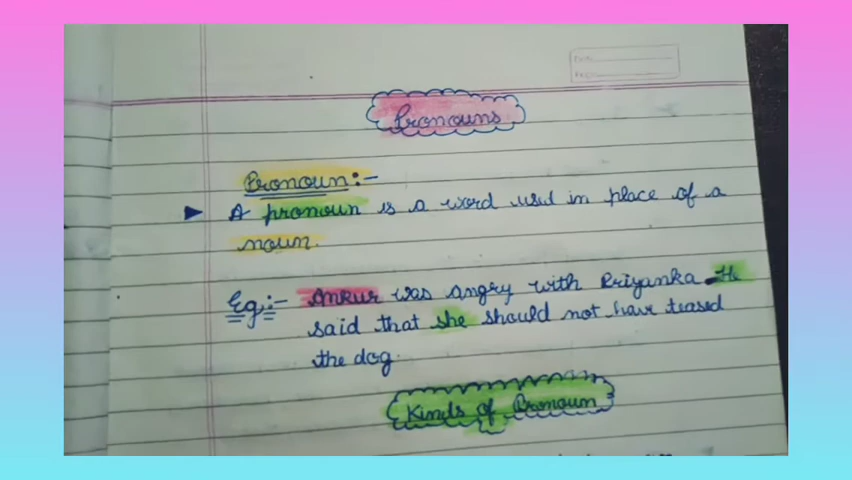 Pronouns
Pronoun:-
A pronoun is a word used in place of a
noun.
Eg:- Ankur was angry with Priyanka. He
said that she should not have teased
the dog.
Kinds of Pronoun